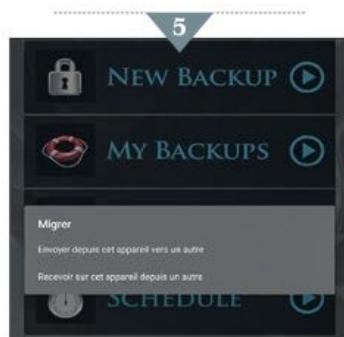 5
NEW BACKUP
MY BACKUPS
Migrer
Envoyer depuis cet appareil vers un autre
Recevoir sur cet appareil depuis un autre
SCHEDULE